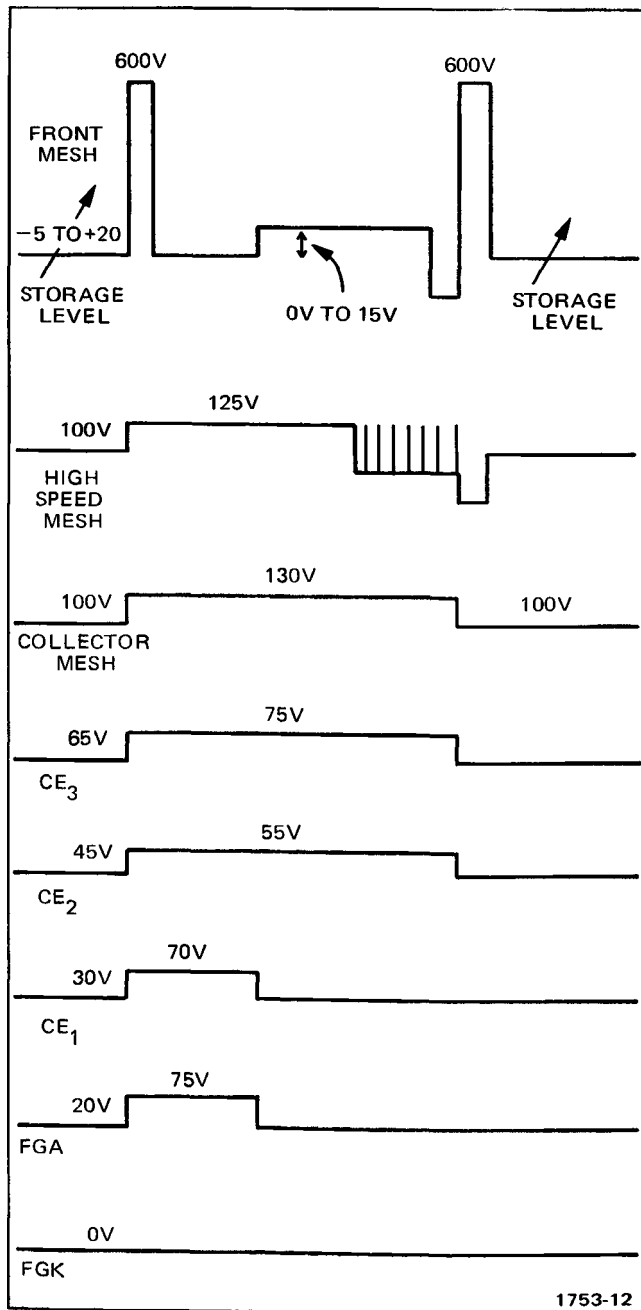 600V
600V
FRONT
MESH
−5 TO+20
STORAGE
LEVEL
0V TO 15V
STORAGE
LEVEL
125V
100V
HIGH
SPEED
MESH
130V
100V
100V
COLLECTOR
MESH
75V
65V
CE3
55V
45V
CE2
70V
30V
CE1
75V
20V
FGA
0V
FGK
1753-12